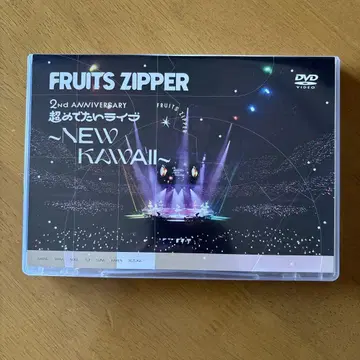 FRUITS ZIPPER
DVD
VIDEO
2ND ANNIVERSARY
超めでたいライブ
~NEW
KAWAII~